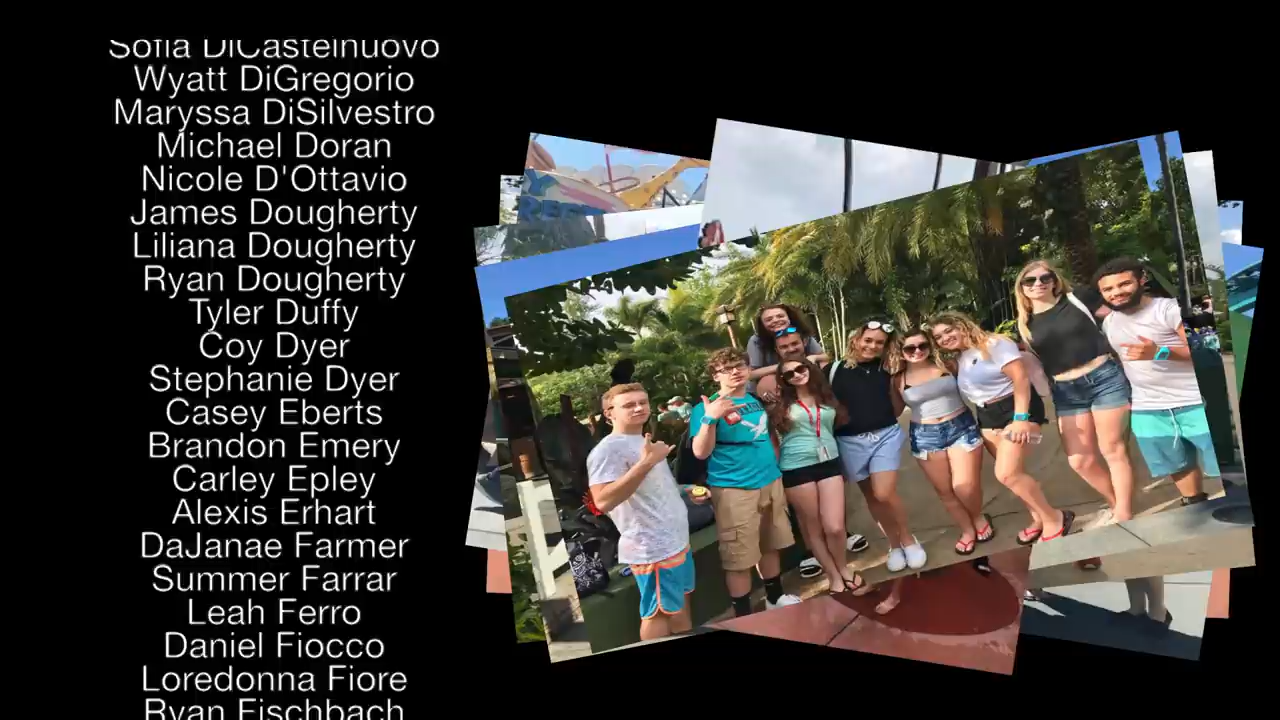 Sofia DiCastelnuovo
Wyatt DiGregorio
Maryssa DiSilvestro
Michael Doran
Nicole D'Ottavio
James Dougherty
Liliana Dougherty
Ryan Dougherty
Tyler Duffy
Coy Dyer
Stephanie Dyer
Casey Eberts
Brandon Emery
Carley Epley
Alexis Erhart
DaJanae Farmer
Summer Farrar
Leah Ferro
Daniel Fiocco
Loredonna Fiore
Ryan Fischbach